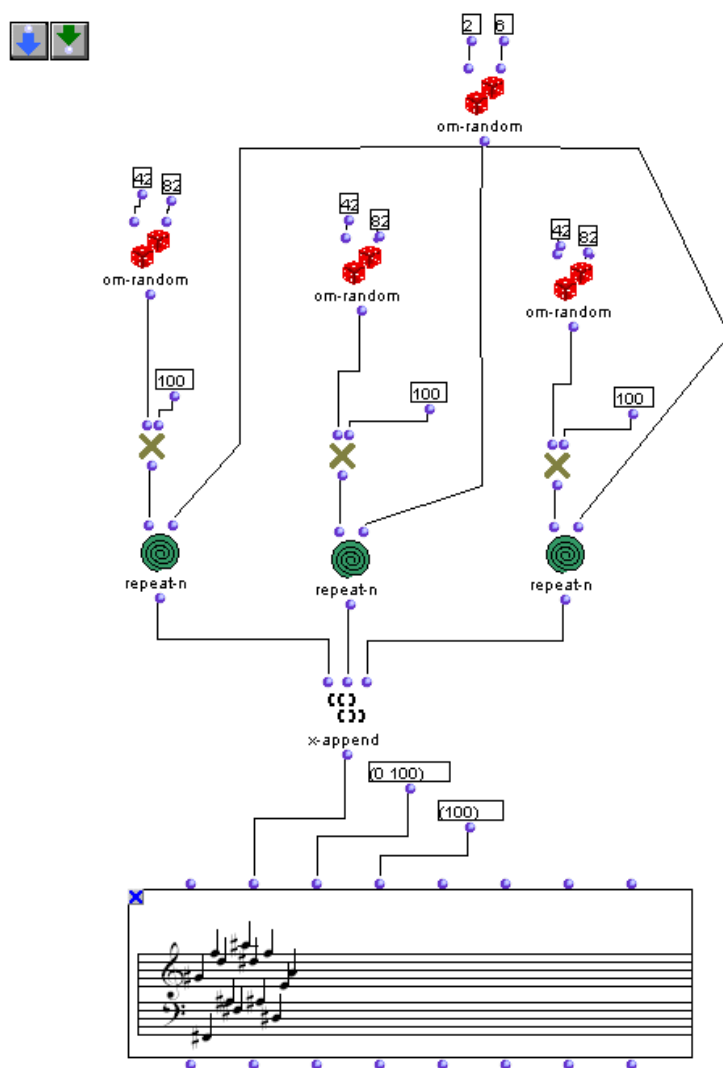 2 6
om-random
42 82
om-random
42 82
om-random
42 82
om-random
100
100
100
repeat-n
repeat-n
repeat-n
x-append
(0 100)
(100)